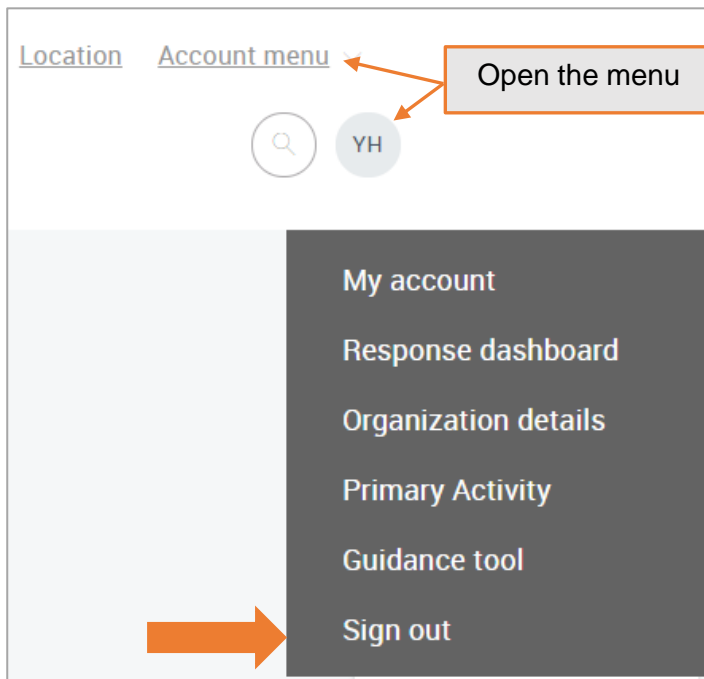 Location Account menu
Open the menu
YH
My account
Response dashboard
Organization details
Primary Activity
Guidance tool
Sign out